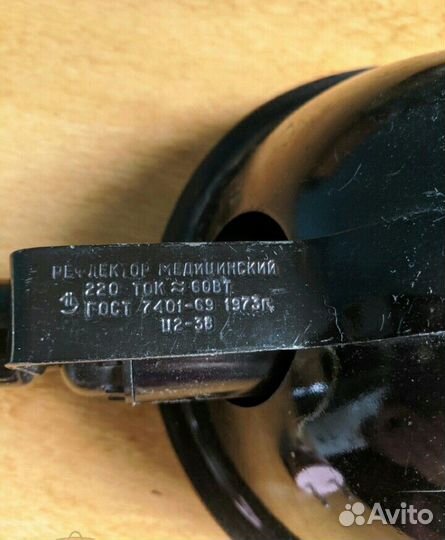 РЕФЛЕКТОР МЕДИЦИНСКИЙ
220 ТОК ≈ 60ВТ
ГОСТ 7401-69 1973г.
Ц2-38
Avito